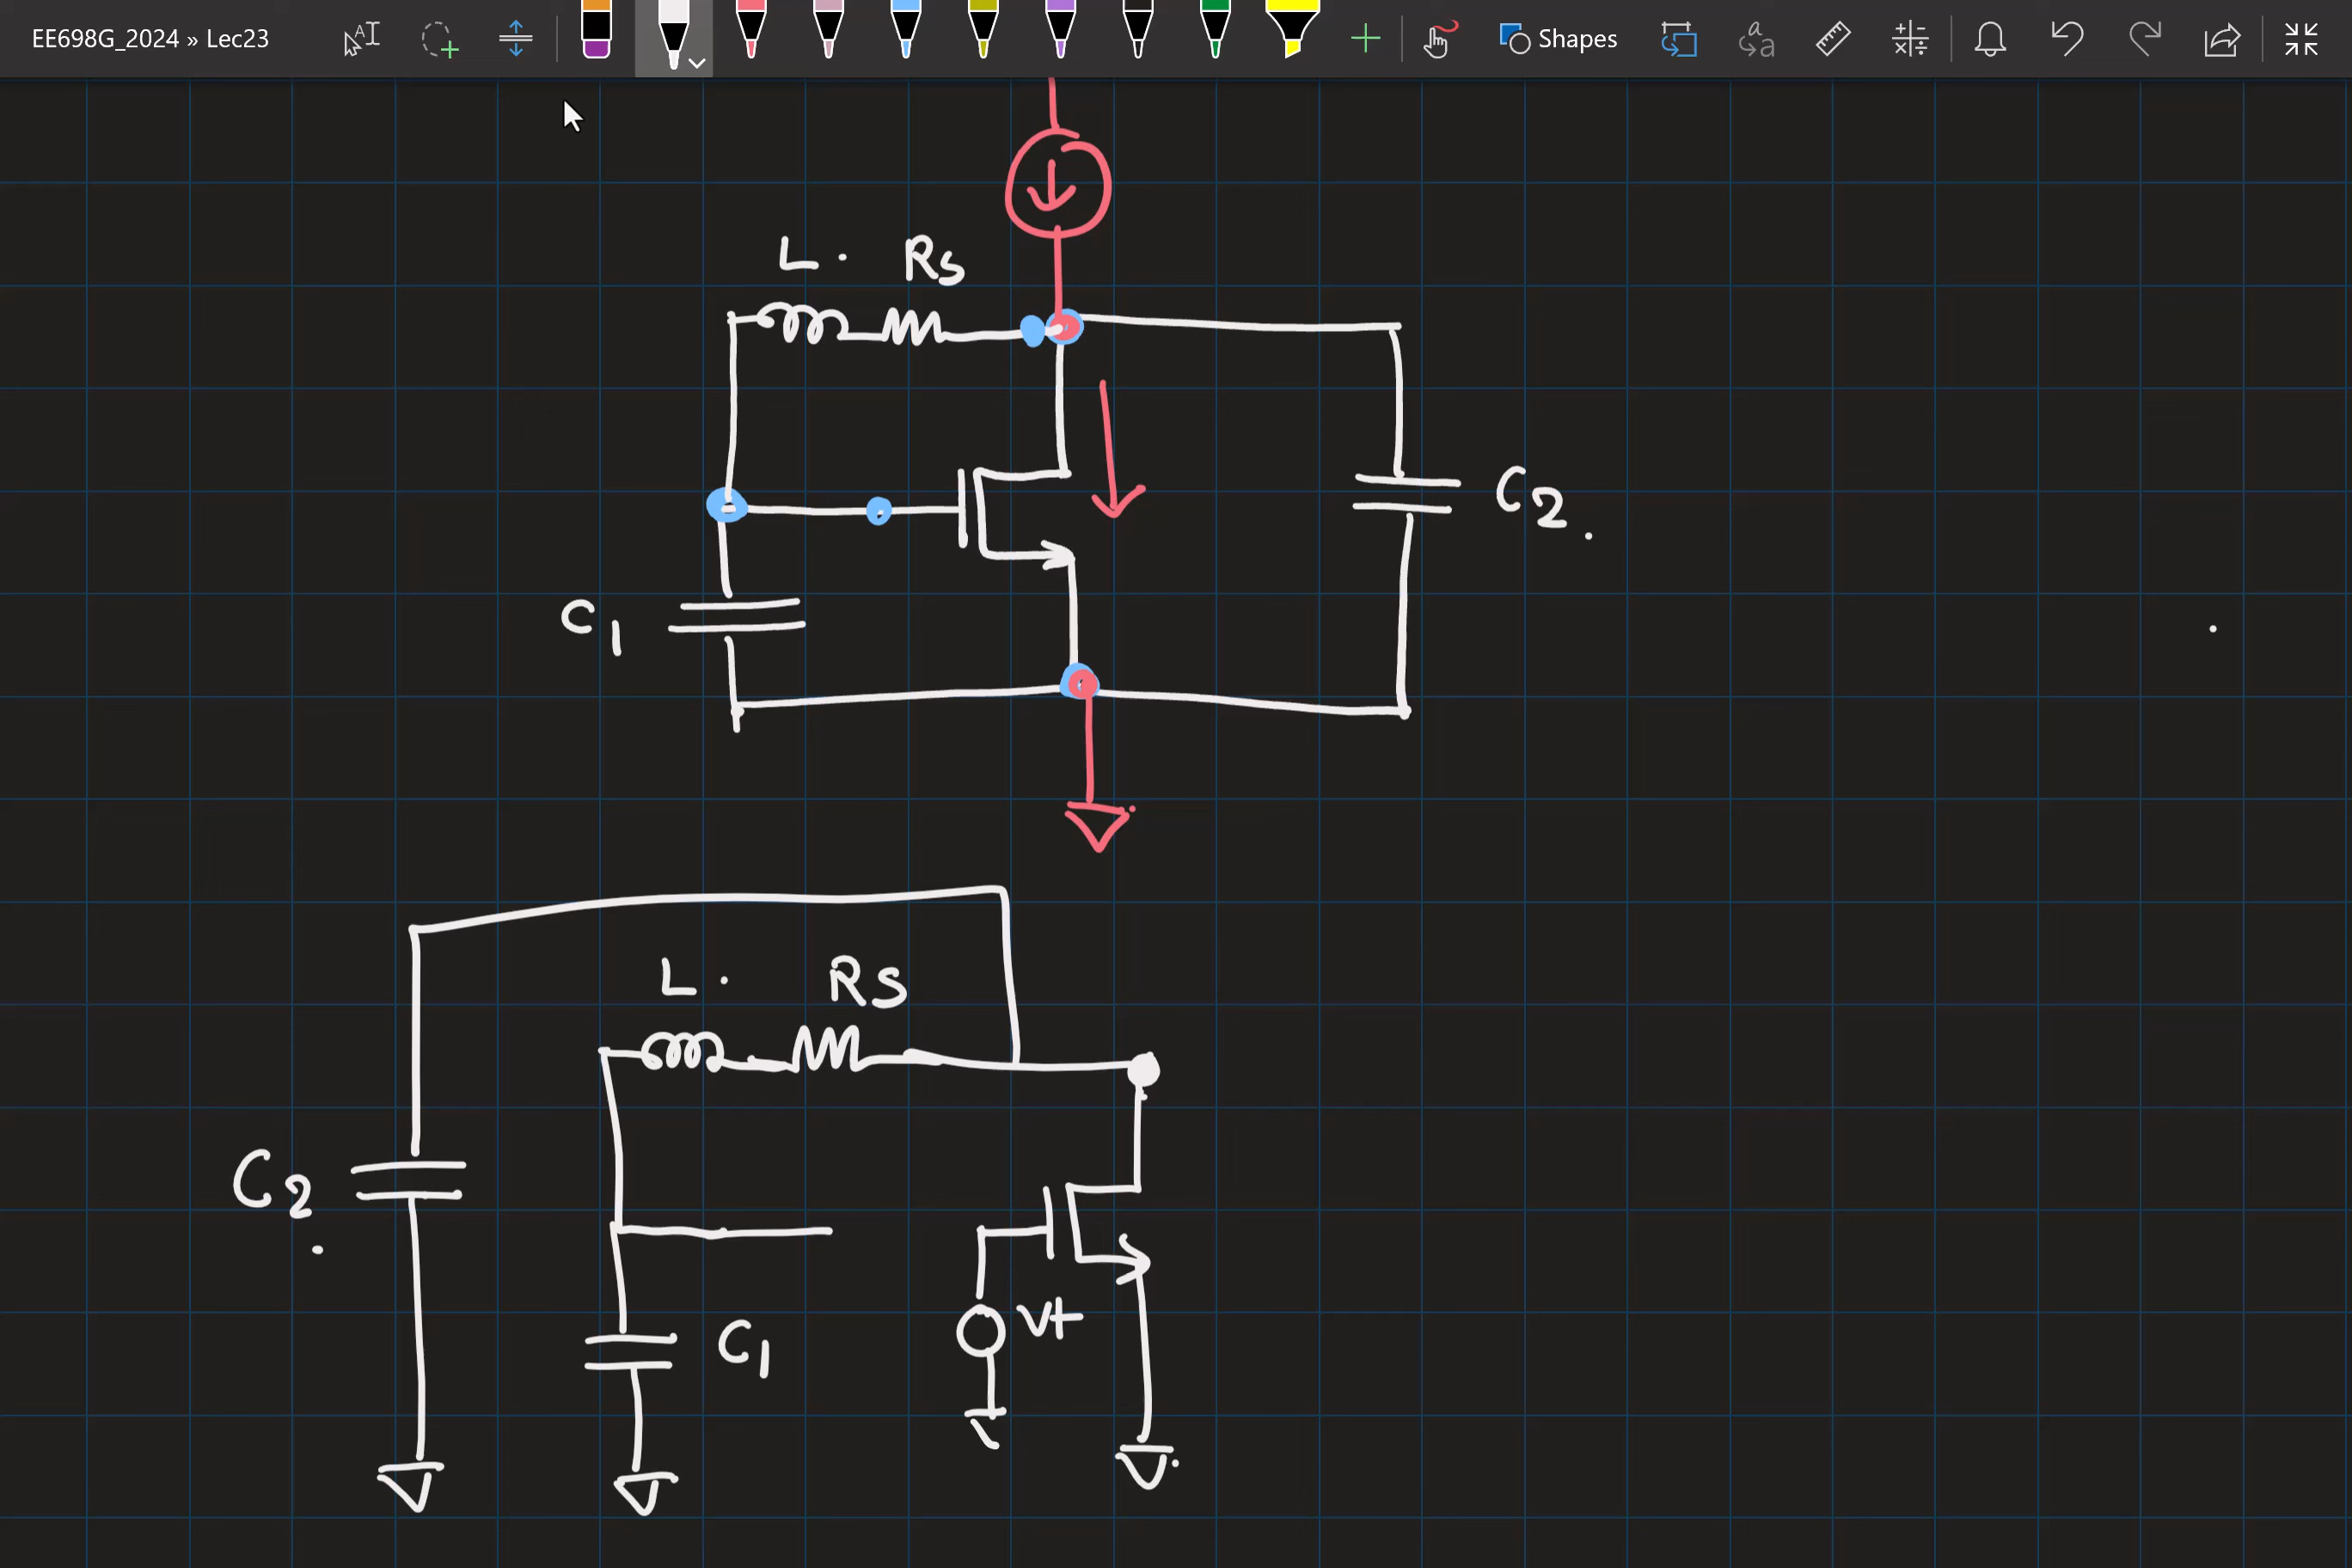 EE698G_2024 » Lec23
Shapes
L. Rs
C2.
C1
L. Rs
C2.
C1
Vt